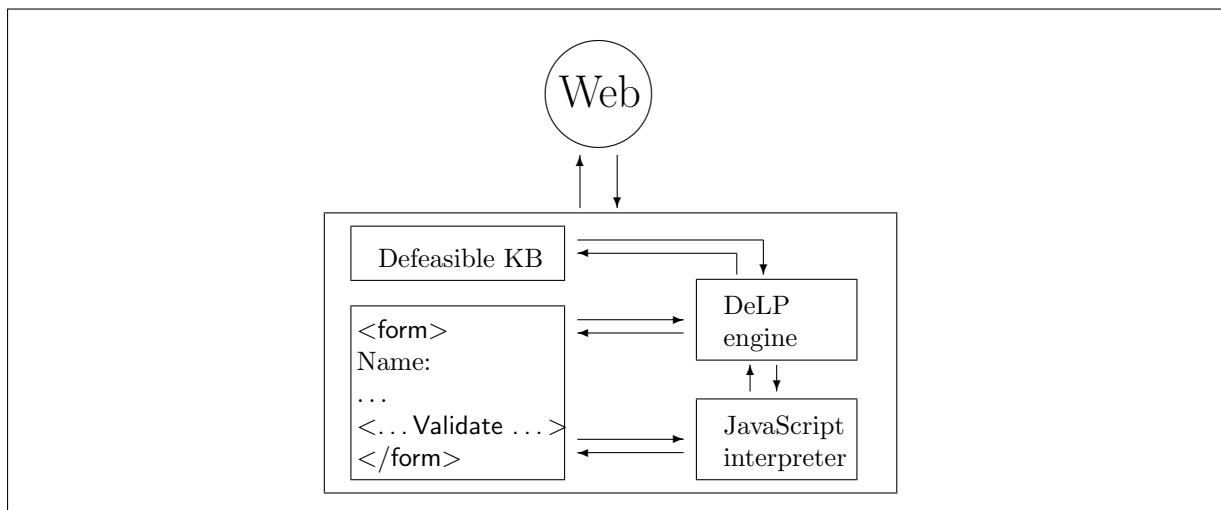 Web
Defeasible KB
DeLP
engine
<form>
Name:
...
<... Validate ...>
</form>
JavaScript
interpreter